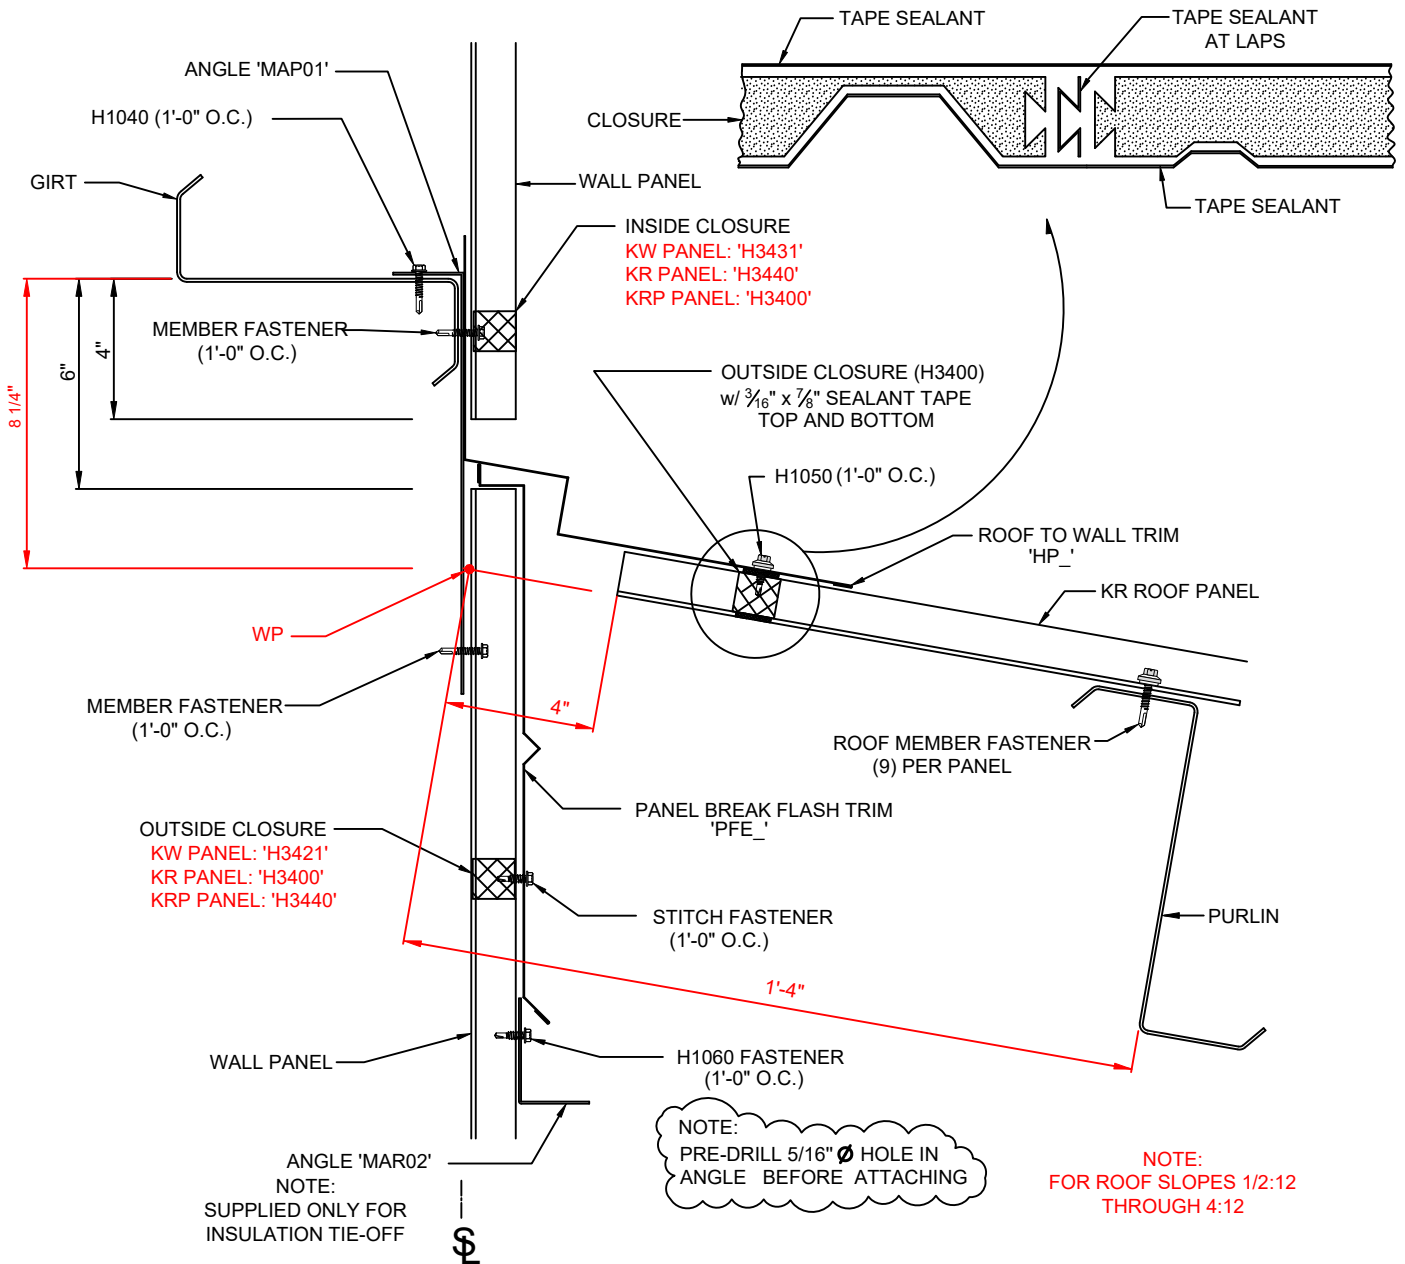 TAPE SEALANT
TAPE SEALANT
AT LAPS
CLOSURE
TAPE SEALANT
ANGLE 'MAP01'
H1040 (1'-0" O.C.)
GIRT
WALL PANEL
INSIDE CLOSURE
KW PANEL: 'H3431'
KR PANEL: 'H3440'
KRP PANEL: 'H3400'
MEMBER FASTENER
(1'-0" O.C.)
4"
6"
8 1/4"
OUTSIDE CLOSURE (H3400)
w/ 3/16" x 7/8" SEALANT TAPE
TOP AND BOTTOM
H1050 (1'-0" O.C.)
ROOF TO WALL TRIM
'HP_'
KR ROOF PANEL
WP
MEMBER FASTENER
(1'-0" O.C.)
4"
ROOF MEMBER FASTENER
(9) PER PANEL
PANEL BREAK FLASH TRIM
'PFE_'
OUTSIDE CLOSURE
KW PANEL: 'H3421'
KR PANEL: 'H3400'
KRP PANEL: 'H3440'
STITCH FASTENER
(1'-0" O.C.)
PURLIN
1'-4"
WALL PANEL
H1060 FASTENER
(1'-0" O.C.)
NOTE:
PRE-DRILL 5/16" Ø HOLE IN
ANGLE BEFORE ATTACHING
ANGLE 'MAR02'
NOTE:
SUPPLIED ONLY FOR
INSULATION TIE-OFF
NOTE:
FOR ROOF SLOPES 1/2:12
THROUGH 4:12